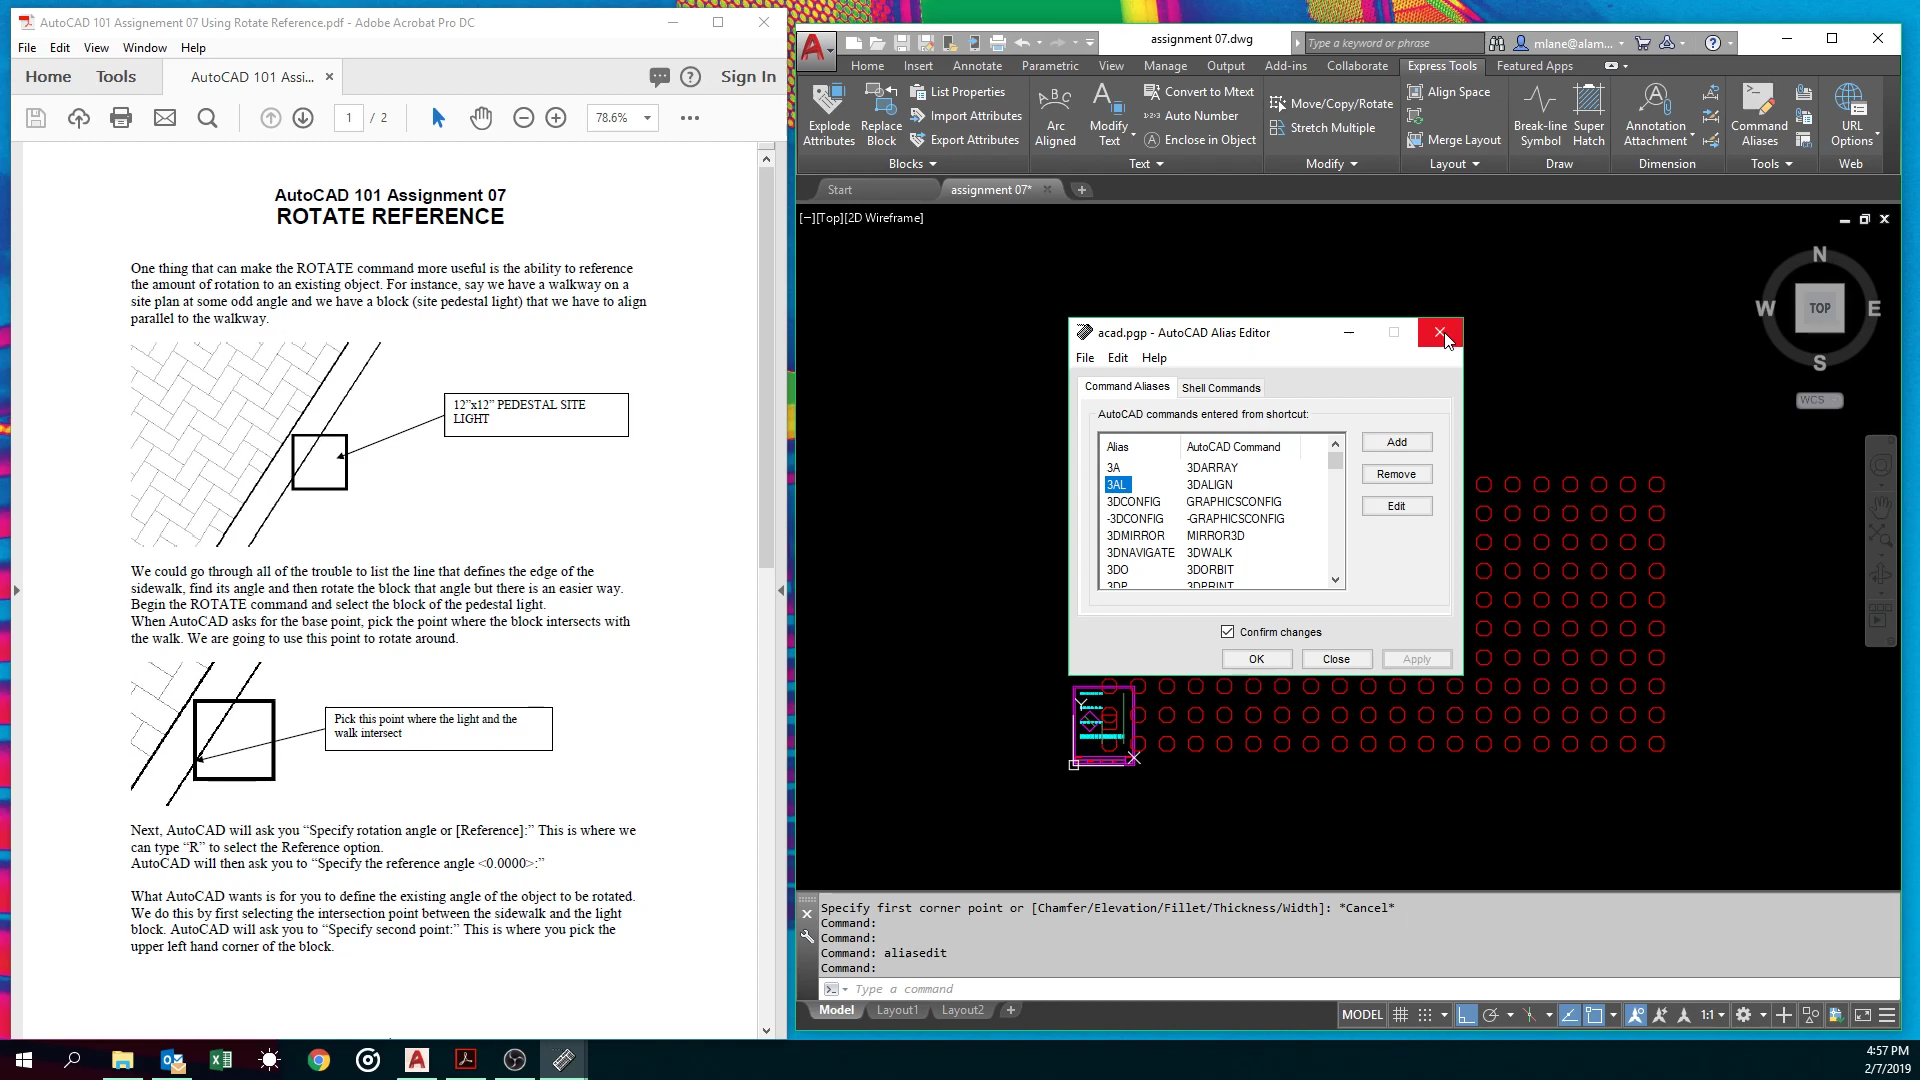 AutoCAD 101 Assignement 07 Using Rotate Reference.pdf - Adobe Acrobat Pro DC
File Edit View Window Help
Home Tools AutoCAD 101 Assi... × Sign In
1 / 2 78.6%
AutoCAD 101 Assignment 07
ROTATE REFERENCE
One thing that can make the ROTATE command more useful is the ability to reference
the amount of rotation to an existing object. For instance, say we have a walkway on a
site plan at some odd angle and we have a block (site pedestal light) that we have to align
parallel to the walkway.
12”x12” PEDESTAL SITE
LIGHT
We could go through all of the trouble to list the line that defines the edge of the
sidewalk, find its angle and then rotate the block that angle but there is an easier way.
Begin the ROTATE command and select the block of the pedestal light.
When AutoCAD asks for the base point, pick the point where the block intersects with
the walk. We are going to use this point to rotate around.
Pick this point where the light and the
walk intersect
Next, AutoCAD will ask you “Specify rotation angle or [Reference]:” This is where we
can type “R” to select the Reference option.
AutoCAD will then ask you to “Specify the reference angle <0.0000>:”
What AutoCAD wants is for you to define the existing angle of the object to be rotated.
We do this by first selecting the intersection point between the sidewalk and the light
block. AutoCAD will ask you to “Specify second point:” This is where you pick the
upper left hand corner of the block.
assignment 07.dwg
Type a keyword or phrase
mlane@alam...
Home Insert Annotate Parametric View Manage Output Add-ins Collaborate Express Tools Featured Apps
Explode
Attributes
Replace
Block
List Properties
Import Attributes
Export Attributes
Blocks
Arc
Aligned
Modify
Text
Convert to Mtext
Auto Number
Enclose in Object
Text
Move/Copy/Rotate
Stretch Multiple
Modify
Align Space
Merge Layout
Layout
Break-line
Symbol
Super
Hatch
Draw
Annotation
Attachment
Dimension
Command
Aliases
Tools
URL
Options
Web
Start
assignment 07*
[−][Top][2D Wireframe]
N
W TOP E
S
WCS
acad.pgp - AutoCAD Alias Editor
File Edit Help
Command Aliases Shell Commands
AutoCAD commands entered from shortcut:
Alias AutoCAD Command
3A 3DARRAY
3AL 3DALIGN
3DCONFIG GRAPHICSCONFIG
-3DCONFIG -GRAPHICSCONFIG
3DMIRROR MIRROR3D
3DNAVIGATE 3DWALK
3DO 3DORBIT
3DP 3DPRINT
Add
Remove
Edit
Confirm changes
OK Close Apply
Y
X
Specify first corner point or [Chamfer/Elevation/Fillet/Thickness/Width]: *Cancel*
Command:
Command:
Command: aliasedit
Command:
Type a command
Model Layout1 Layout2
MODEL 1:1
4:57 PM
2/7/2019